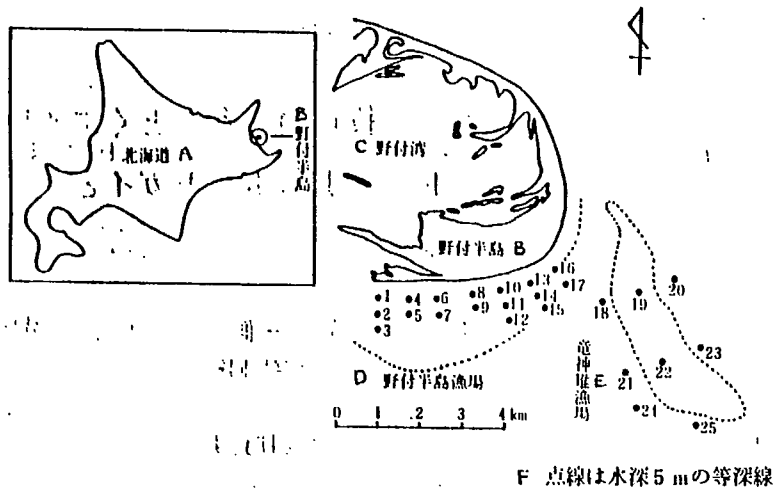 北海道 A
B 野付半島
C 野付湾
野付半島 B
1 4 6 8 10 13 16
2 5 7 9 11 14 17
3 12 15
18 19 20
21 22 23
24 25
D 野付半島漁場
竜神堆漁場 E
0 1 2 4 km
F 点線は水深5mの等深線